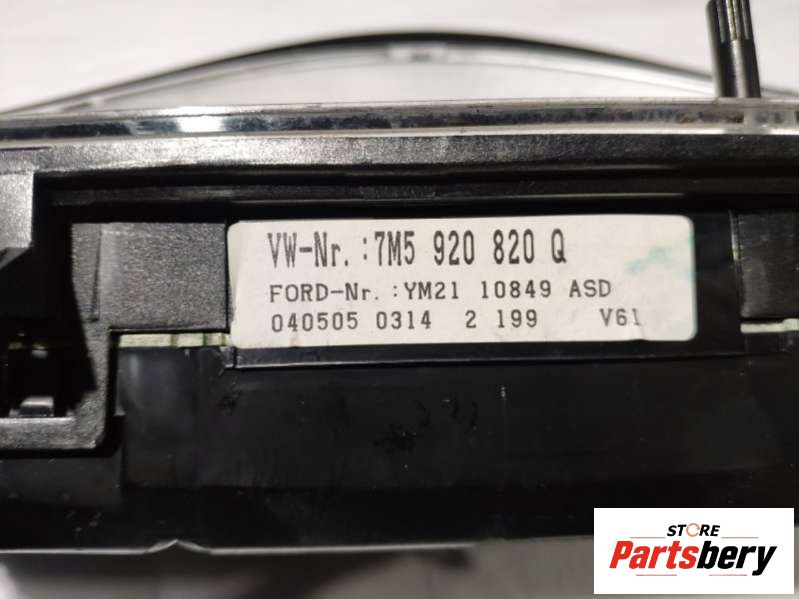 VW-Nr.:7M5 920 820 Q
FORD-Nr.:YM21 10849 ASD
040505 0314 2 199 V61
STORE
Partsbery